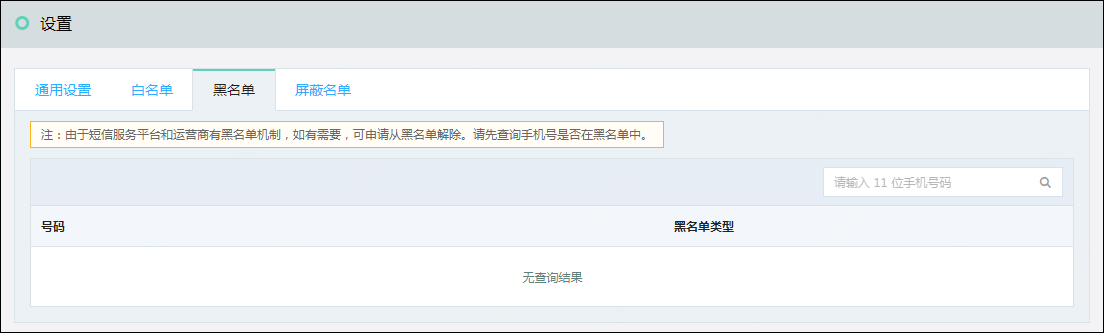 设置
通用设置 白名单 黑名单 屏蔽名单
注：由于短信服务平台和运营商有黑名单机制，如有需要，可申请从黑名单解除。请先查询手机号是否在黑名单中。
请输入 11 位手机号码
号码 黑名单类型
无查询结果